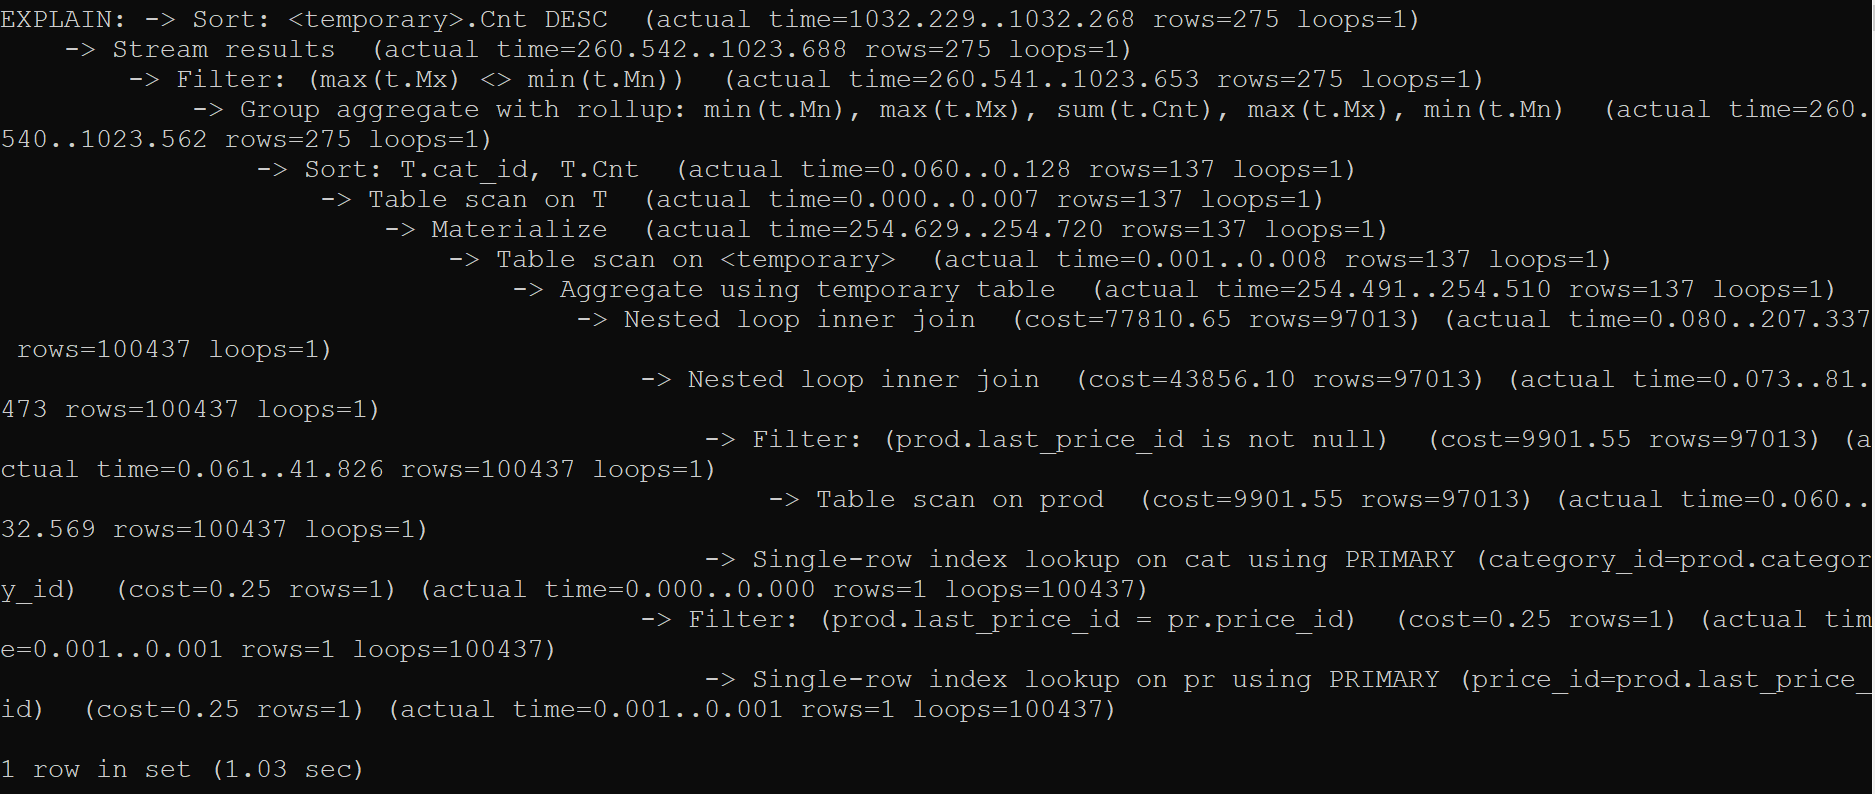 EXPLAIN: -> Sort: <temporary>.Cnt DESC  (actual time=1032.229..1032.268 rows=275 loops=1)
    -> Stream results  (actual time=260.542..1023.688 rows=275 loops=1)
        -> Filter: (max(t.Mx) <> min(t.Mn))  (actual time=260.541..1023.653 rows=275 loops=1)
            -> Group aggregate with rollup: min(t.Mn), max(t.Mx), sum(t.Cnt), max(t.Mx), min(t.Mn)  (actual time=260.
540..1023.562 rows=275 loops=1)
                -> Sort: T.cat_id, T.Cnt  (actual time=0.060..0.128 rows=137 loops=1)
                    -> Table scan on T  (actual time=0.000..0.007 rows=137 loops=1)
                        -> Materialize  (actual time=254.629..254.720 rows=137 loops=1)
                            -> Table scan on <temporary>  (actual time=0.001..0.008 rows=137 loops=1)
                                -> Aggregate using temporary table  (actual time=254.491..254.510 rows=137 loops=1)
                                    -> Nested loop inner join  (cost=77810.65 rows=97013) (actual time=0.080..207.337
 rows=100437 loops=1)
                                        -> Nested loop inner join  (cost=43856.10 rows=97013) (actual time=0.073..81.
473 rows=100437 loops=1)
                                            -> Filter: (prod.last_price_id is not null)  (cost=9901.55 rows=97013) (a
ctual time=0.061..41.826 rows=100437 loops=1)
                                                -> Table scan on prod  (cost=9901.55 rows=97013) (actual time=0.060..
32.569 rows=100437 loops=1)
                                            -> Single-row index lookup on cat using PRIMARY (category_id=prod.categor
y_id)  (cost=0.25 rows=1) (actual time=0.000..0.000 rows=1 loops=100437)
                                        -> Filter: (prod.last_price_id = pr.price_id)  (cost=0.25 rows=1) (actual tim
e=0.001..0.001 rows=1 loops=100437)
                                            -> Single-row index lookup on pr using PRIMARY (price_id=prod.last_price_
id)  (cost=0.25 rows=1) (actual time=0.001..0.001 rows=1 loops=100437)
1 row in set (1.03 sec)